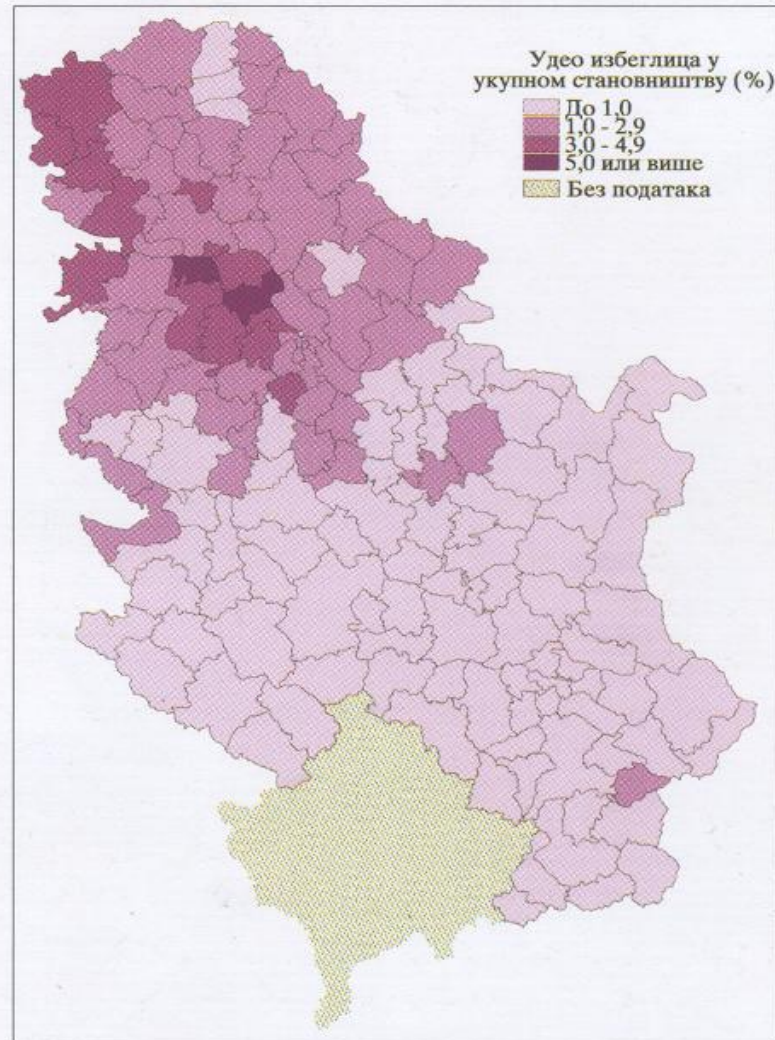 Удео избеглица у
укупном становништву (%)
До 1,0
1,0 - 2,9
3,0 - 4,9
5,0 или више
Без података